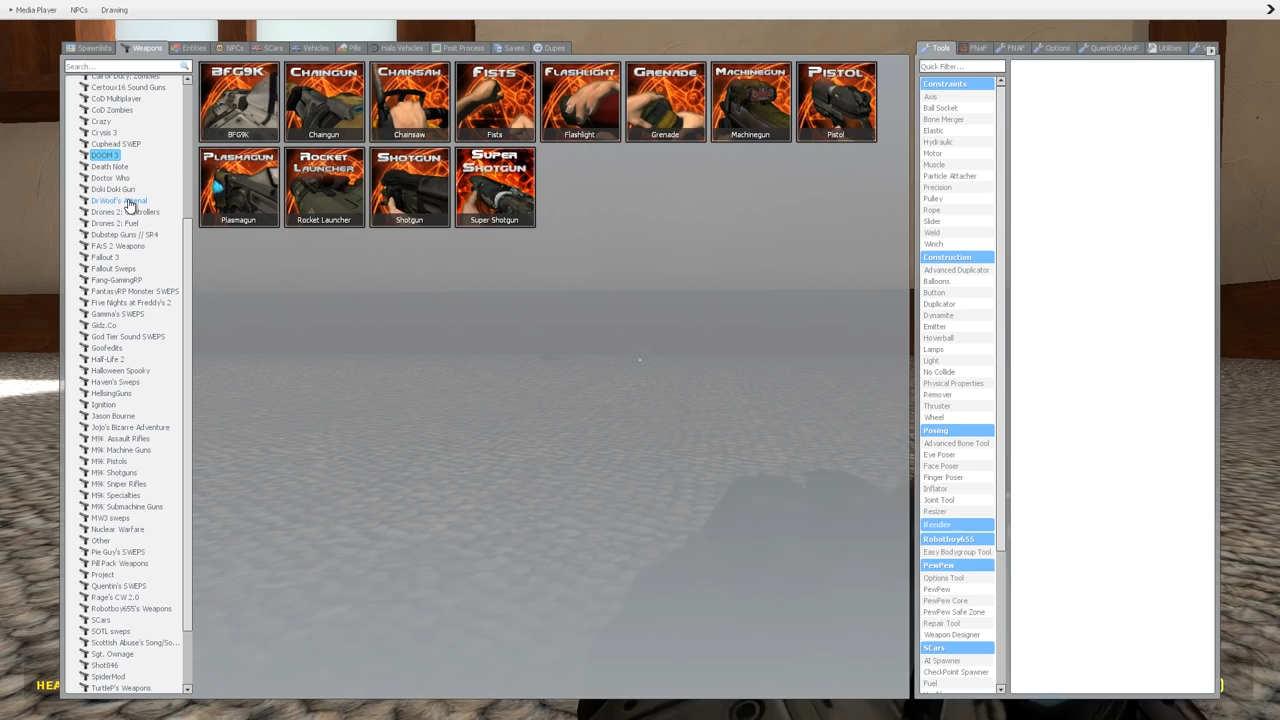 Media Player NPCs Drawing
Spawnlists Weapons Entities NPCs SCars Vehicles Pills Halo Vehicles Post Process Saves Dupes
Search...
Call of Duty: Zombies
Certoux16 Sound Guns
CoD Multiplayer
CoD Zombies
Crazy
Crysis 3
Cuphead SWEP
DOOM 3
Death Note
Doctor Who
Doki Doki Gun
Drones 2: Fuel
Dubstep Guns // SR4
FA:S 2 Weapons
Fallout 3
Fallout Sweps
Fang-GamingRP
FantasyRP Monster SWEPS
Five Nights at Freddy's 2
Gamma's SWEPS
Gidz.Co
God Tier Sound SWEPS
Goofedits
Half-Life 2
Halloween Spooky
Haven's Sweps
HellsingGuns
Ignition
Jason Bourne
Jojo's Bizarre Adventure
M9K Assault Rifles
M9K Machine Guns
M9K Pistols
M9K Shotguns
M9K Sniper Rifles
M9K Specialties
M9K Submachine Guns
MW3 sweps
Nuclear Warfare
Other
Pie Guy's SWEPS
Pill Pack Weapons
Project
Quentin's SWEPS
Rage's CW 2.0
Robotboy655's Weapons
SCars
SOTL sweps
Scottish Abuse's Song/So...
Sgt. Ownage
Shot846
SpiderMod
TurtleP's Weapons
BFG9K CHAINGUN CHAINSAW FISTS FLASHLIGHT GRENADE MACHINEGUN PISTOL
BFG9K Chaingun Chainsaw Fists Flashlight Grenade Machinegun Pistol
PLASMAGUN ROCKET LAUNCHER SHOTGUN SUPER SHOTGUN
Plasmagun Rocket Launcher Shotgun Super Shotgun
Tools FNaF FNAF Options QuentinDylanP Utilities
Quick Filter...
Constraints
Axis
Ball Socket
Bone Merger
Elastic
Hydraulic
Motor
Muscle
Particle Attacher
Precision
Pulley
Rope
Slider
Weld
Winch
Construction
Advanced Duplicator
Balloons
Button
Duplicator
Dynamite
Emitter
Hoverball
Lamps
Light
No Collide
Physical Properties
Remover
Thruster
Wheel
Posing
Advanced Bone Tool
Eye Poser
Face Poser
Finger Poser
Inflator
Joint Tool
Resizer
Render
Robotboy655
Easy Bodygroup Tool
PewPew
Options Tool
PewPew
PewPew Core
PewPew Safe Zone
Repair Tool
Weapon Designer
SCars
AI Spawner
CheckPoint Spawner
Fuel
HEA